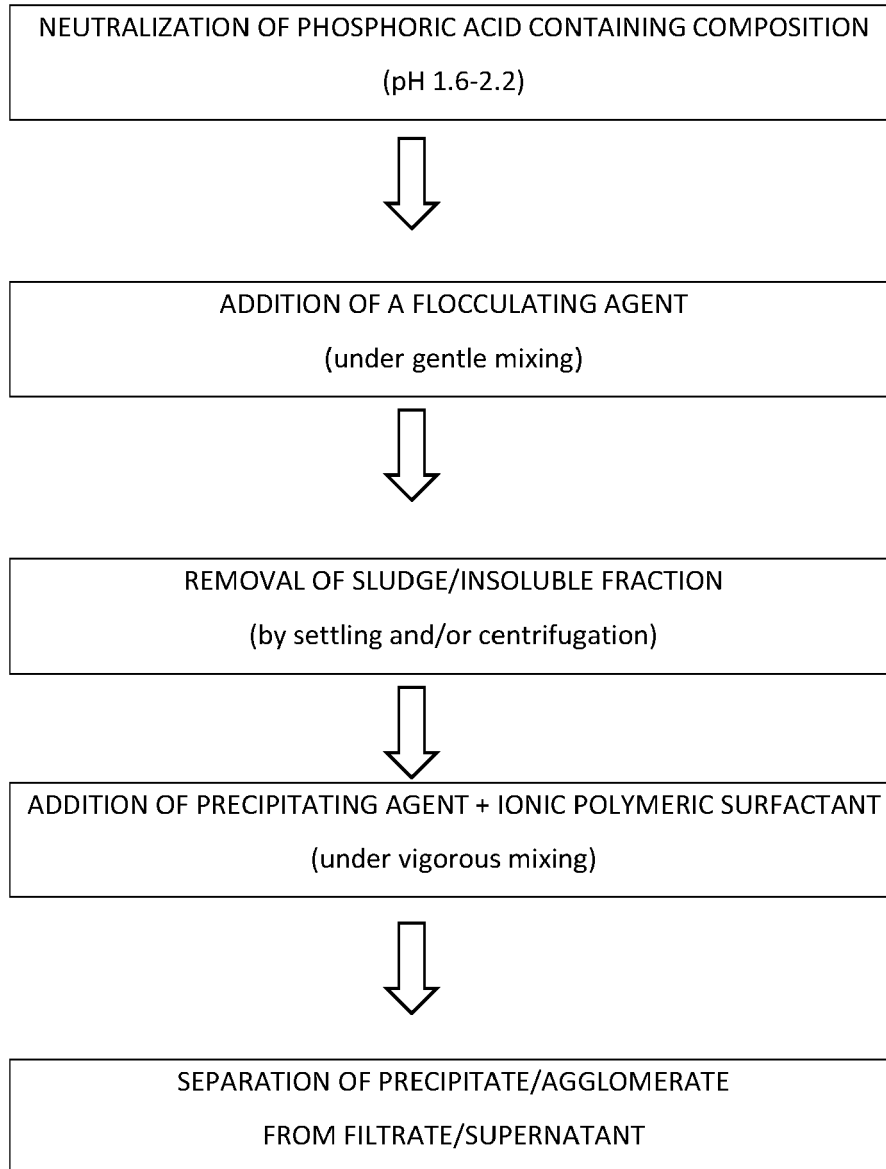 NEUTRALIZATION OF PHOSPHORIC ACID CONTAINING COMPOSITION
(pH 1.6-2.2)
ADDITION OF A FLOCCULATING AGENT
(under gentle mixing)
REMOVAL OF SLUDGE/INSOLUBLE FRACTION
(by settling and/or centrifugation)
ADDITION OF PRECIPITATING AGENT + IONIC POLYMERIC SURFACTANT
(under vigorous mixing)
SEPARATION OF PRECIPITATE/AGGLOMERATE
FROM FILTRATE/SUPERNATANT